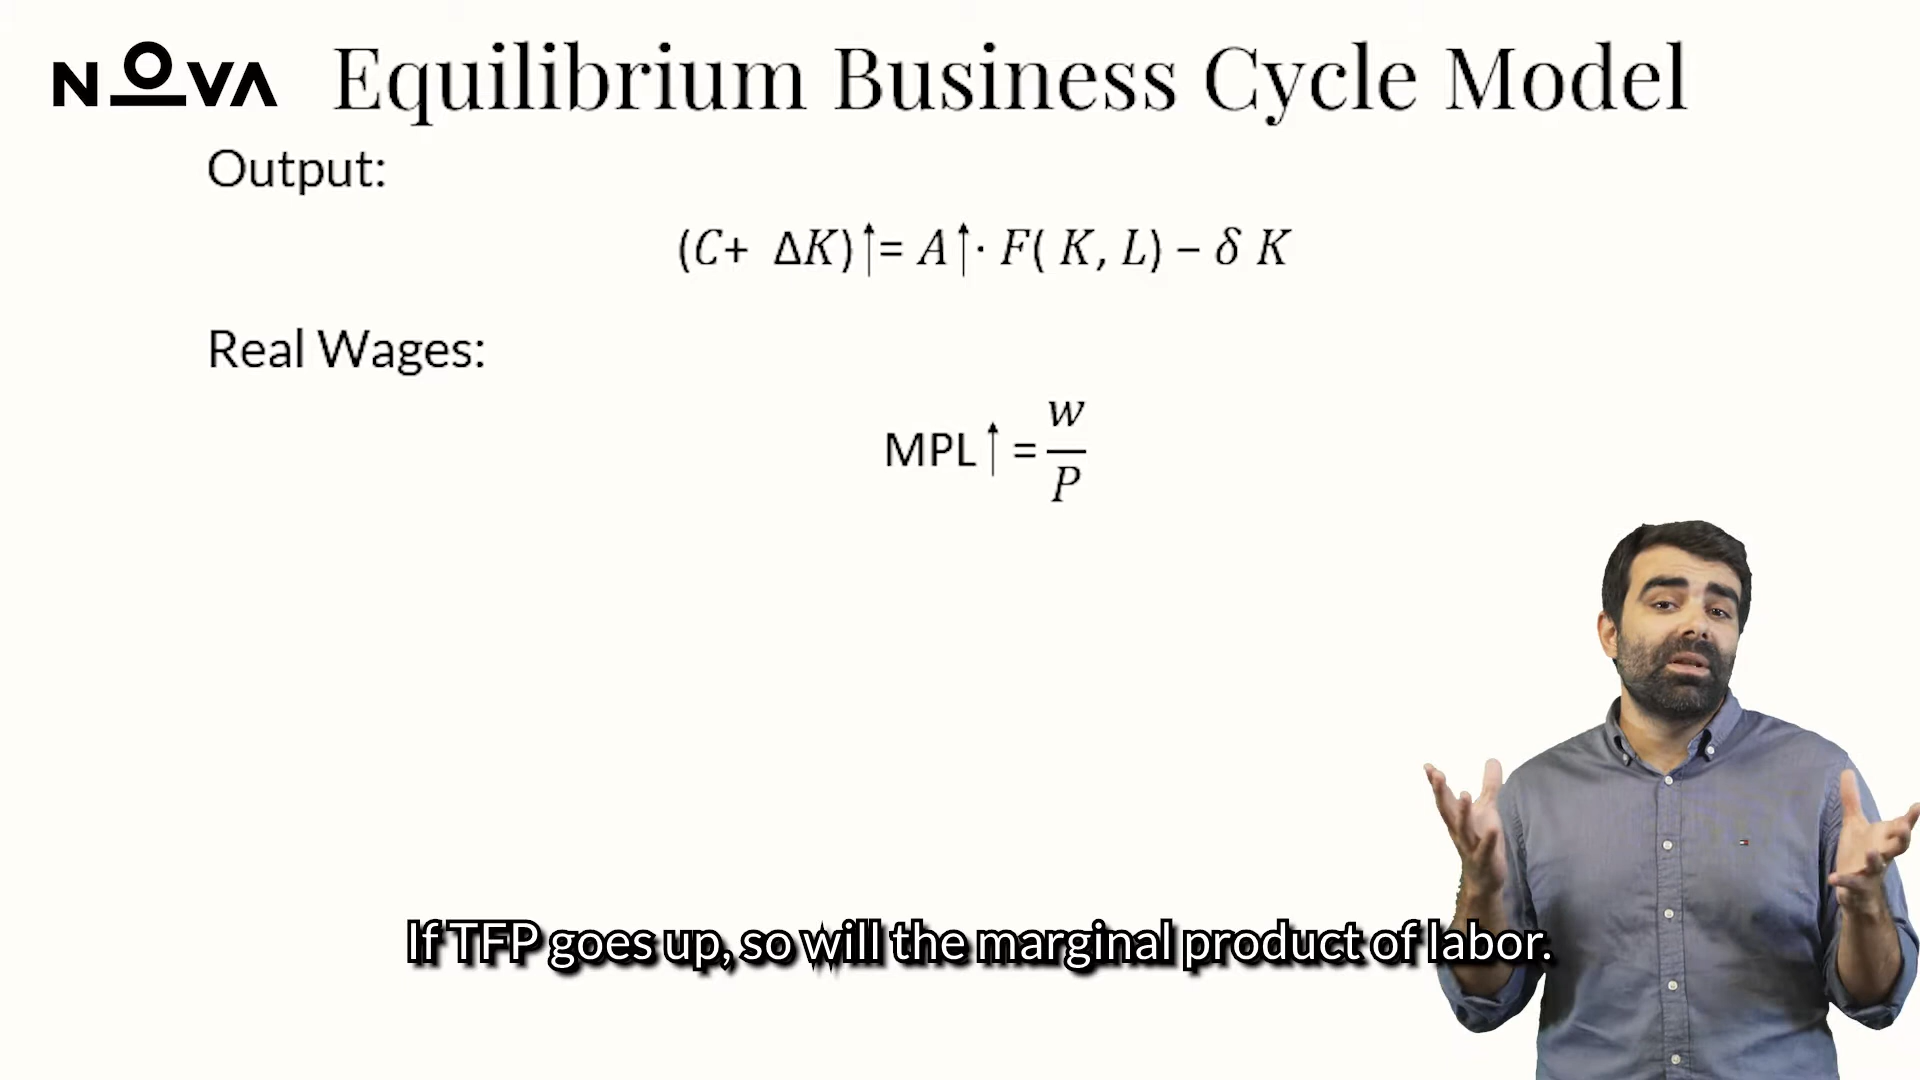 NOVA Equilibrium Business Cycle Model
Output:
(C+ ΔK)↑= A↑· F( K, L) – δ K
Real Wages:
MPL↑ = w/P
If TFP goes up, so will the marginal product of labor.